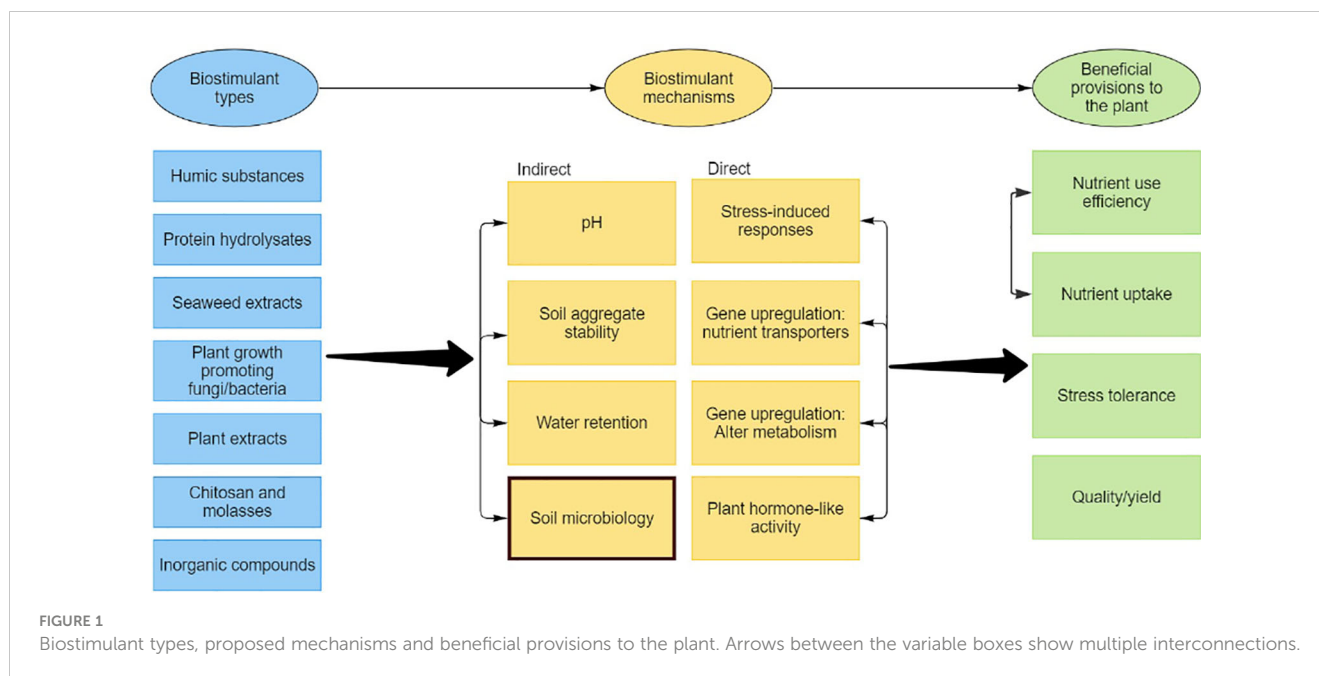 Biostimulant
types
Biostimulant
mechanisms
Beneficial
provisions to
the plant
Humic substances
Protein hydrolysates
Seaweed extracts
Plant growth
promoting
fungi/bacteria
Plant extracts
Chitosan and
molasses
Inorganic compounds
Indirect
pH
Soil aggregate
stability
Water retention
Soil microbiology
Direct
Stress-induced
responses
Gene upregulation:
nutrient transporters
Gene upregulation:
Alter metabolism
Plant hormone-like
activity
Nutrient use
efficiency
Nutrient uptake
Stress tolerance
Quality/yield
FIGURE 1
Biostimulant types, proposed mechanisms and beneficial provisions to the plant. Arrows between the variable boxes show multiple interconnections.